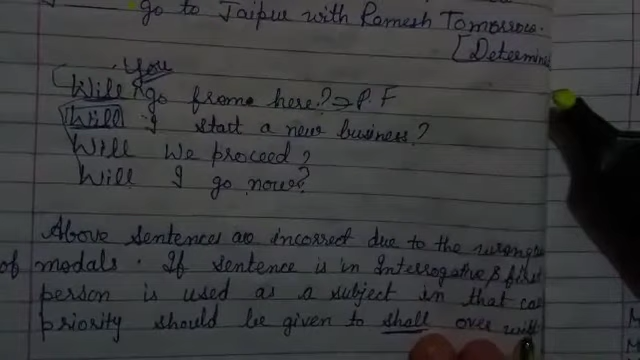 go to Jaipur with Ramesh Tomorrow.
[Determine
You
Will ^ go frome here? ⇒ P.F
Will I start a new business?
Will We proceed?
Will I go now?
Above sentences are incorrect due to the wrong
of modals. If sentence is in Interrogative & first
person is used as a subject in that cas
priority should be given to shall over will